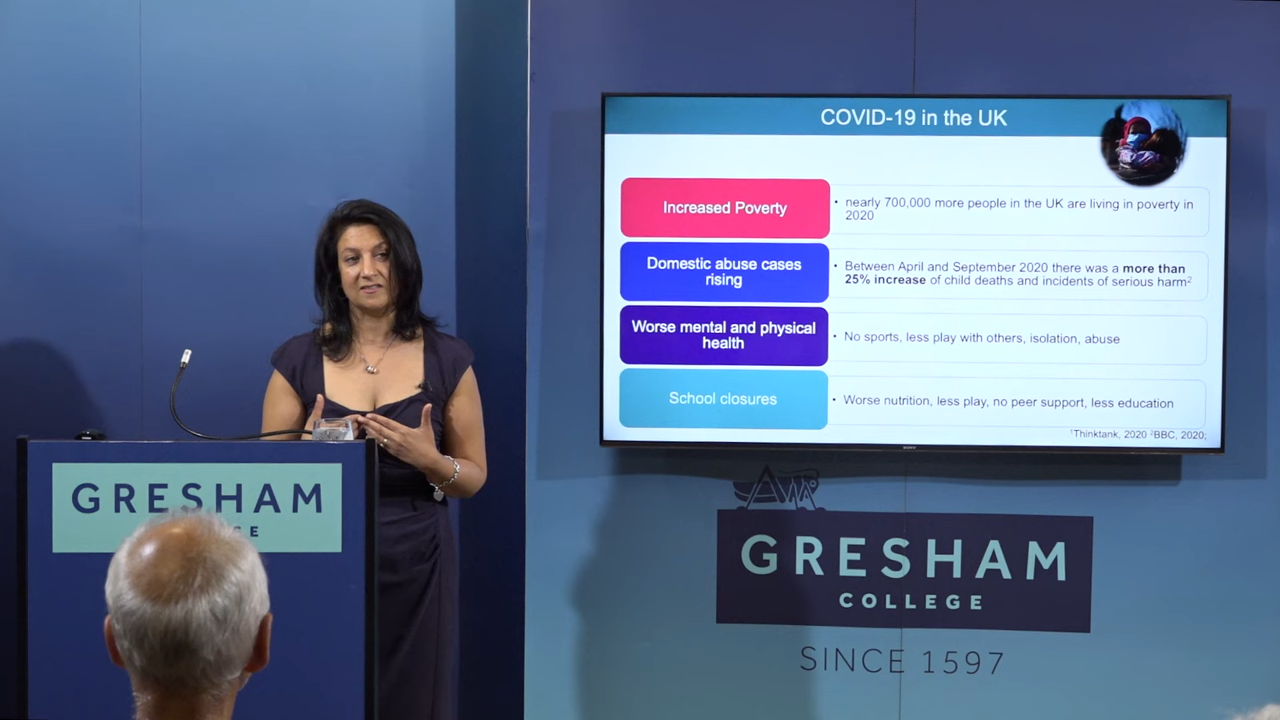 COVID-19 in the UK
Increased Poverty
• nearly 700,000 more people in the UK are living in poverty in
2020
Domestic abuse cases
rising
• Between April and September 2020 there was a more than
25% increase of child deaths and incidents of serious harm²
Worse mental and physical
health
• No sports, less play with others, isolation, abuse
School closures
• Worse nutrition, less play, no peer support, less education
¹Thinktank, 2020 ²BBC, 2020;
SONY
GRESHAM
GRESHAM
COLLEGE
SINCE 1597